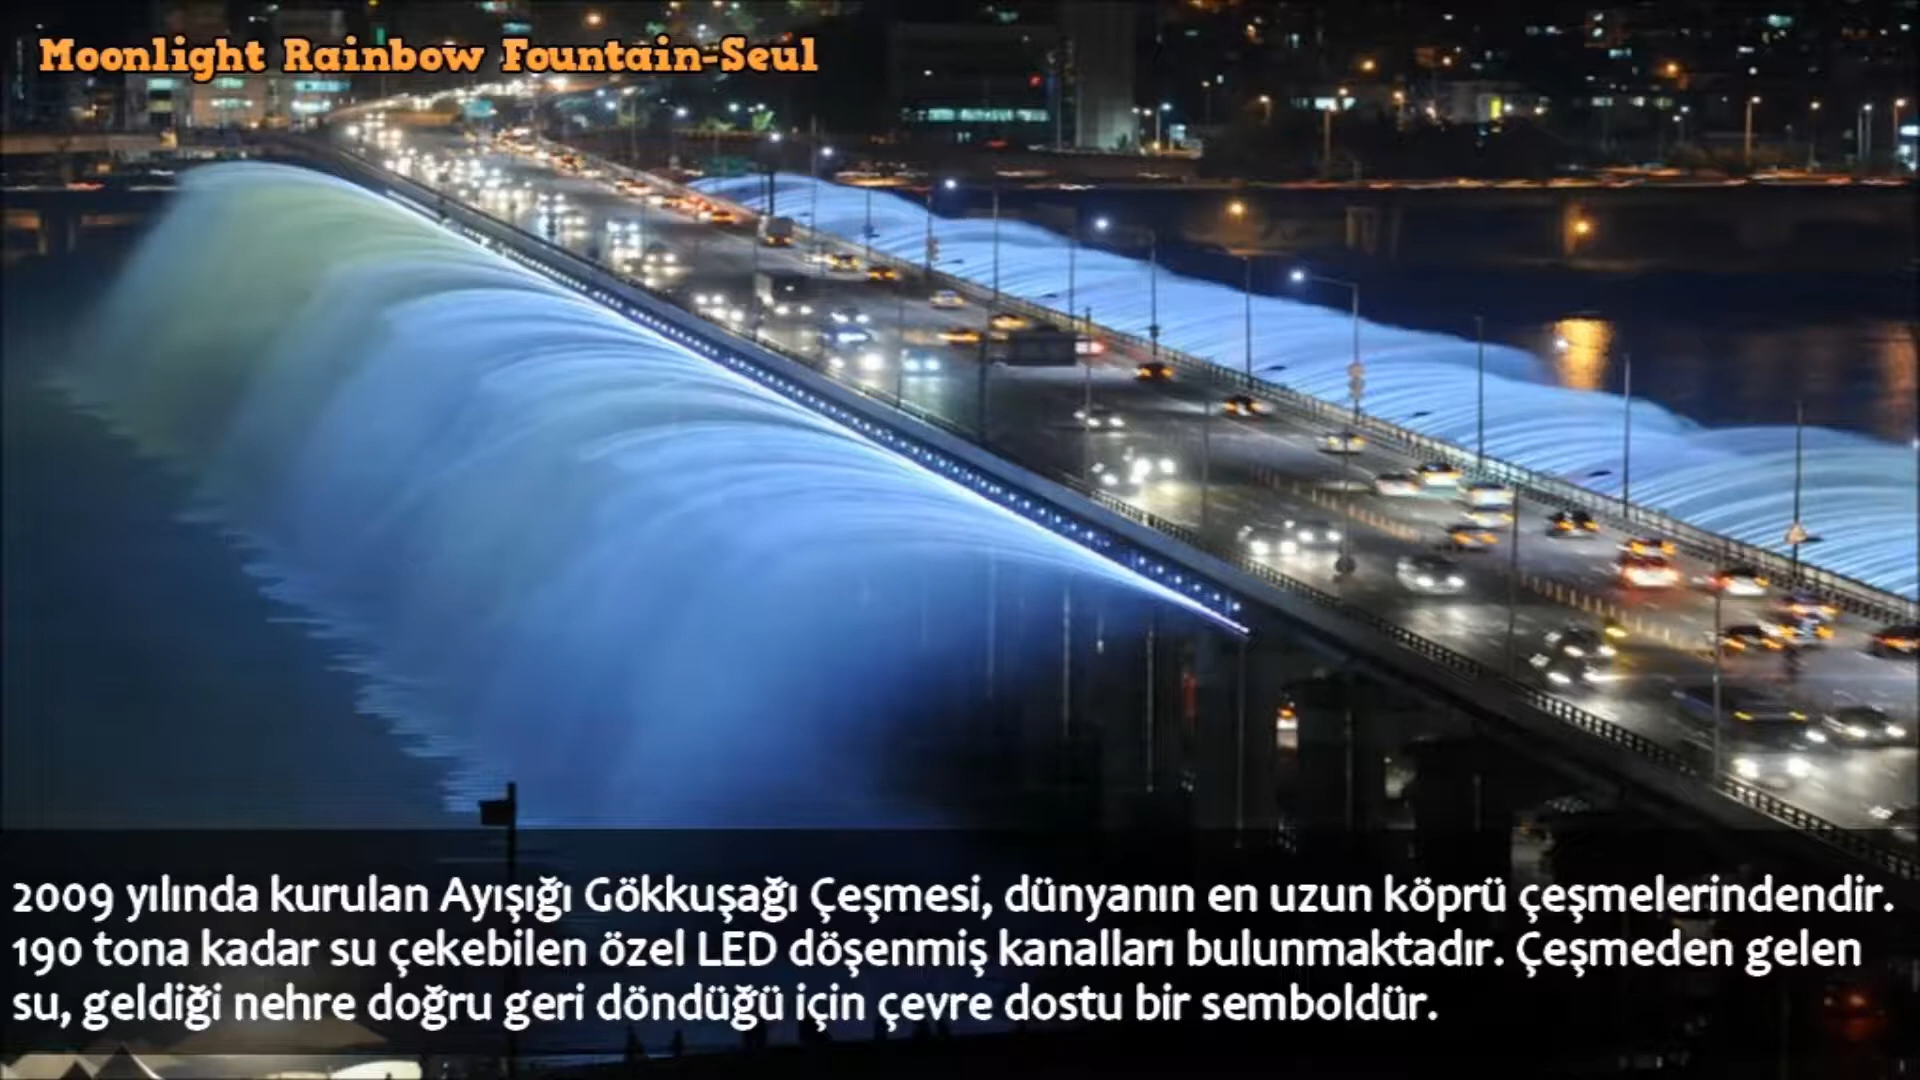 Moonlight Rainbow Fountain-Seul
2009 yılında kurulan Ayışığı Gökkuşağı Çeşmesi, dünyanın en uzun köprü çeşmelerindendir.
190 tona kadar su çekebilen özel LED döşenmiş kanalları bulunmaktadır. Çeşmeden gelen
su, geldiği nehre doğru geri döndüğü için çevre dostu bir semboldür.